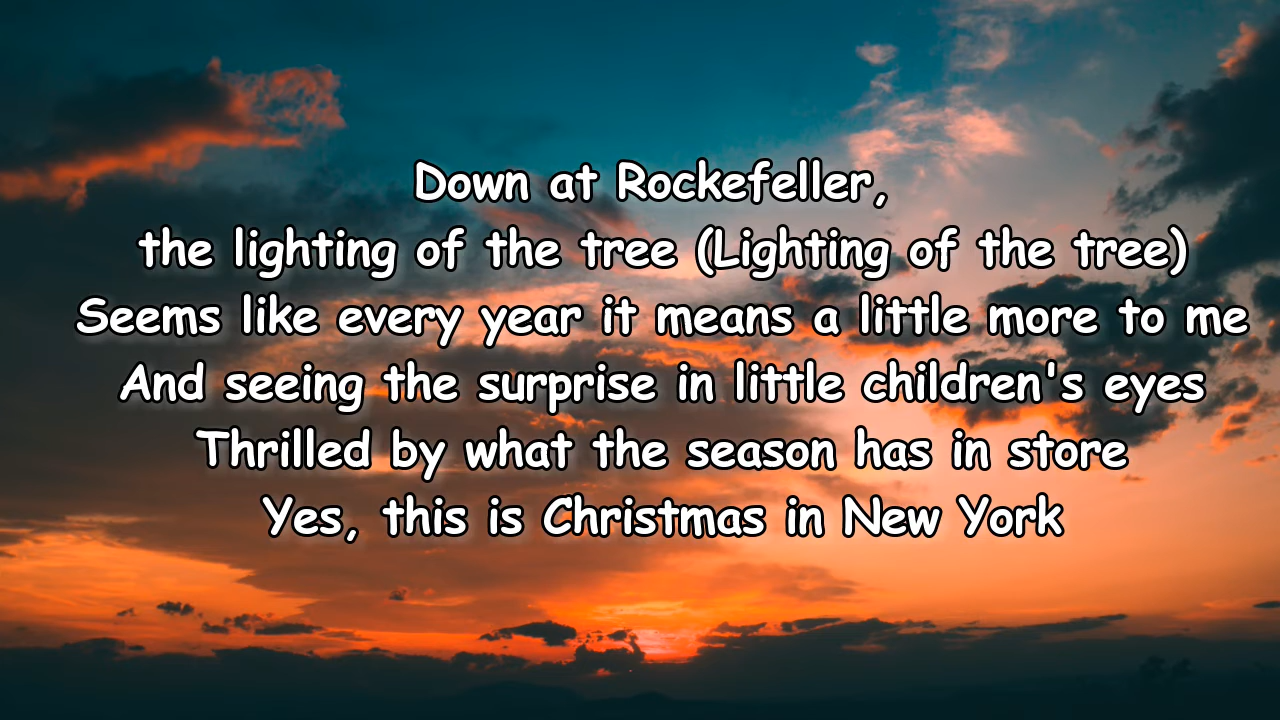 Down at Rockefeller,
the lighting of the tree (Lighting of the tree)
Seems like every year it means a little more to me
And seeing the surprise in little children's eyes
Thrilled by what the season has in store
Yes, this is Christmas in New York